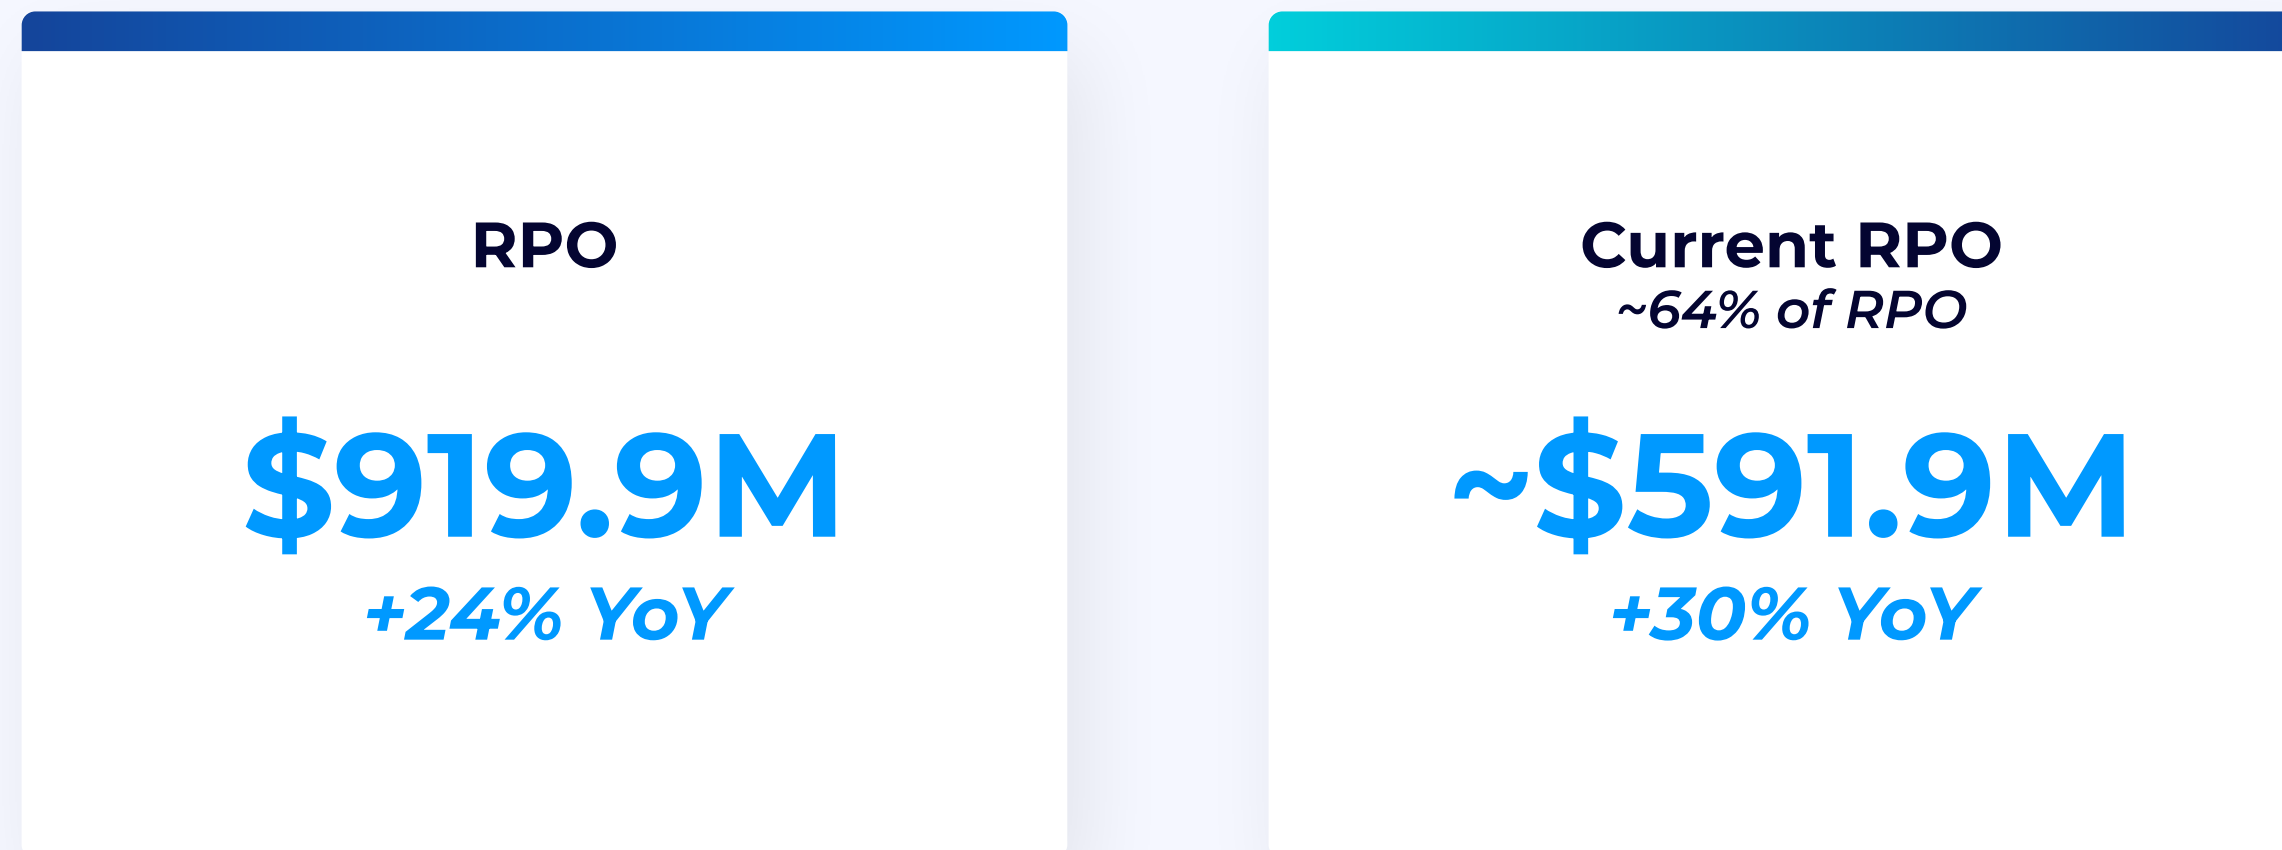 RPO
$919.9M
+24% YoY
Current RPO
~64% of RPO
~$591.9M
+30% YoY